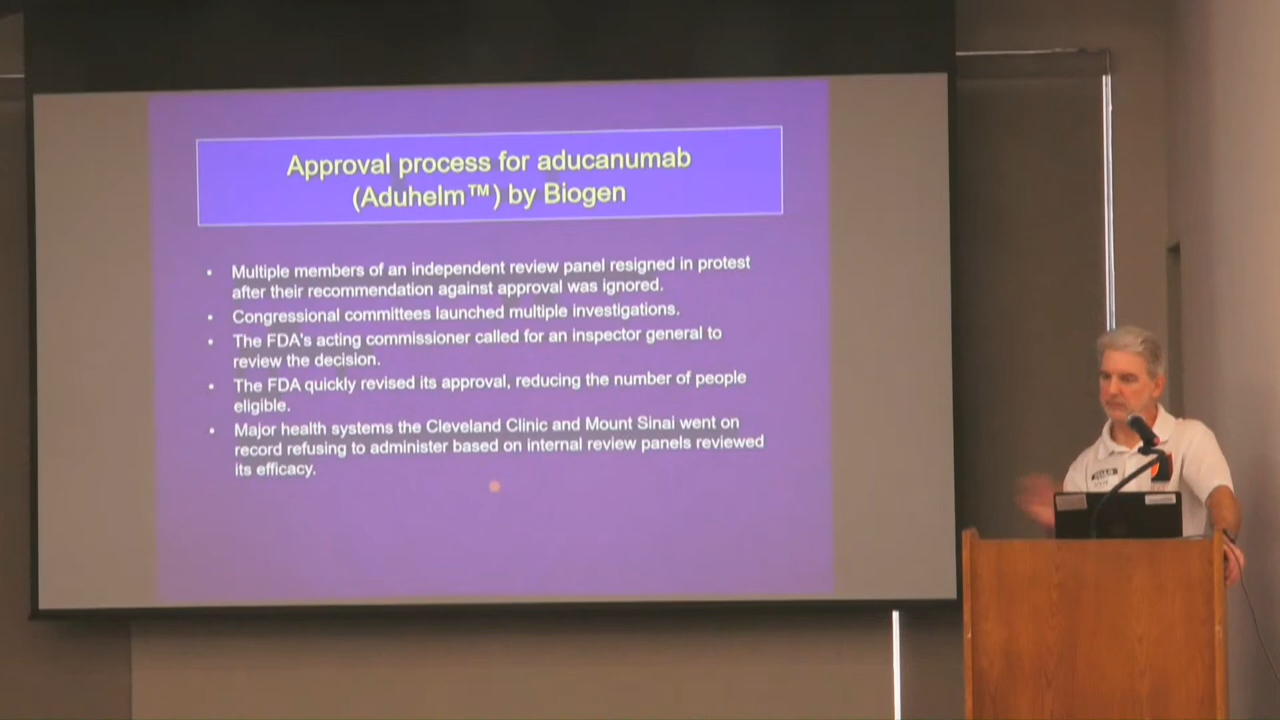 Approval process for aducanumab
(Aduhelm™) by Biogen
• Multiple members of an independent review panel resigned in protest
after their recommendation against approval was ignored.
• Congressional committees launched multiple investigations.
• The FDA's acting commissioner called for an inspector general to
review the decision.
• The FDA quickly revised its approval, reducing the number of people
eligible.
• Major health systems the Cleveland Clinic and Mount Sinai went on
record refusing to administer based on internal review panels reviewed
its efficacy.